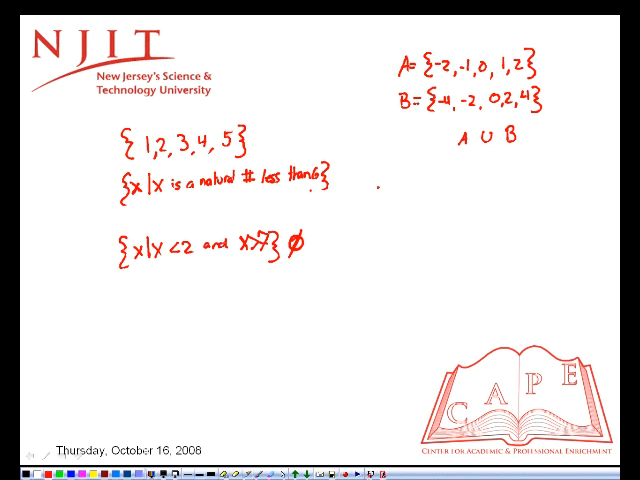 NJIT
New Jersey's Science &
Technology University
A={-2,-1,0,1,2}
B={-4,-2,0,2,4}
A ∪ B
{1,2,3,4,5}
{x|x is a natural # less than 6}
{x|x<2 and x>7} ∅
CAPE
CENTER FOR ACADEMIC & PROFESSIONAL ENRICHMENT
Thursday, October 16, 2008